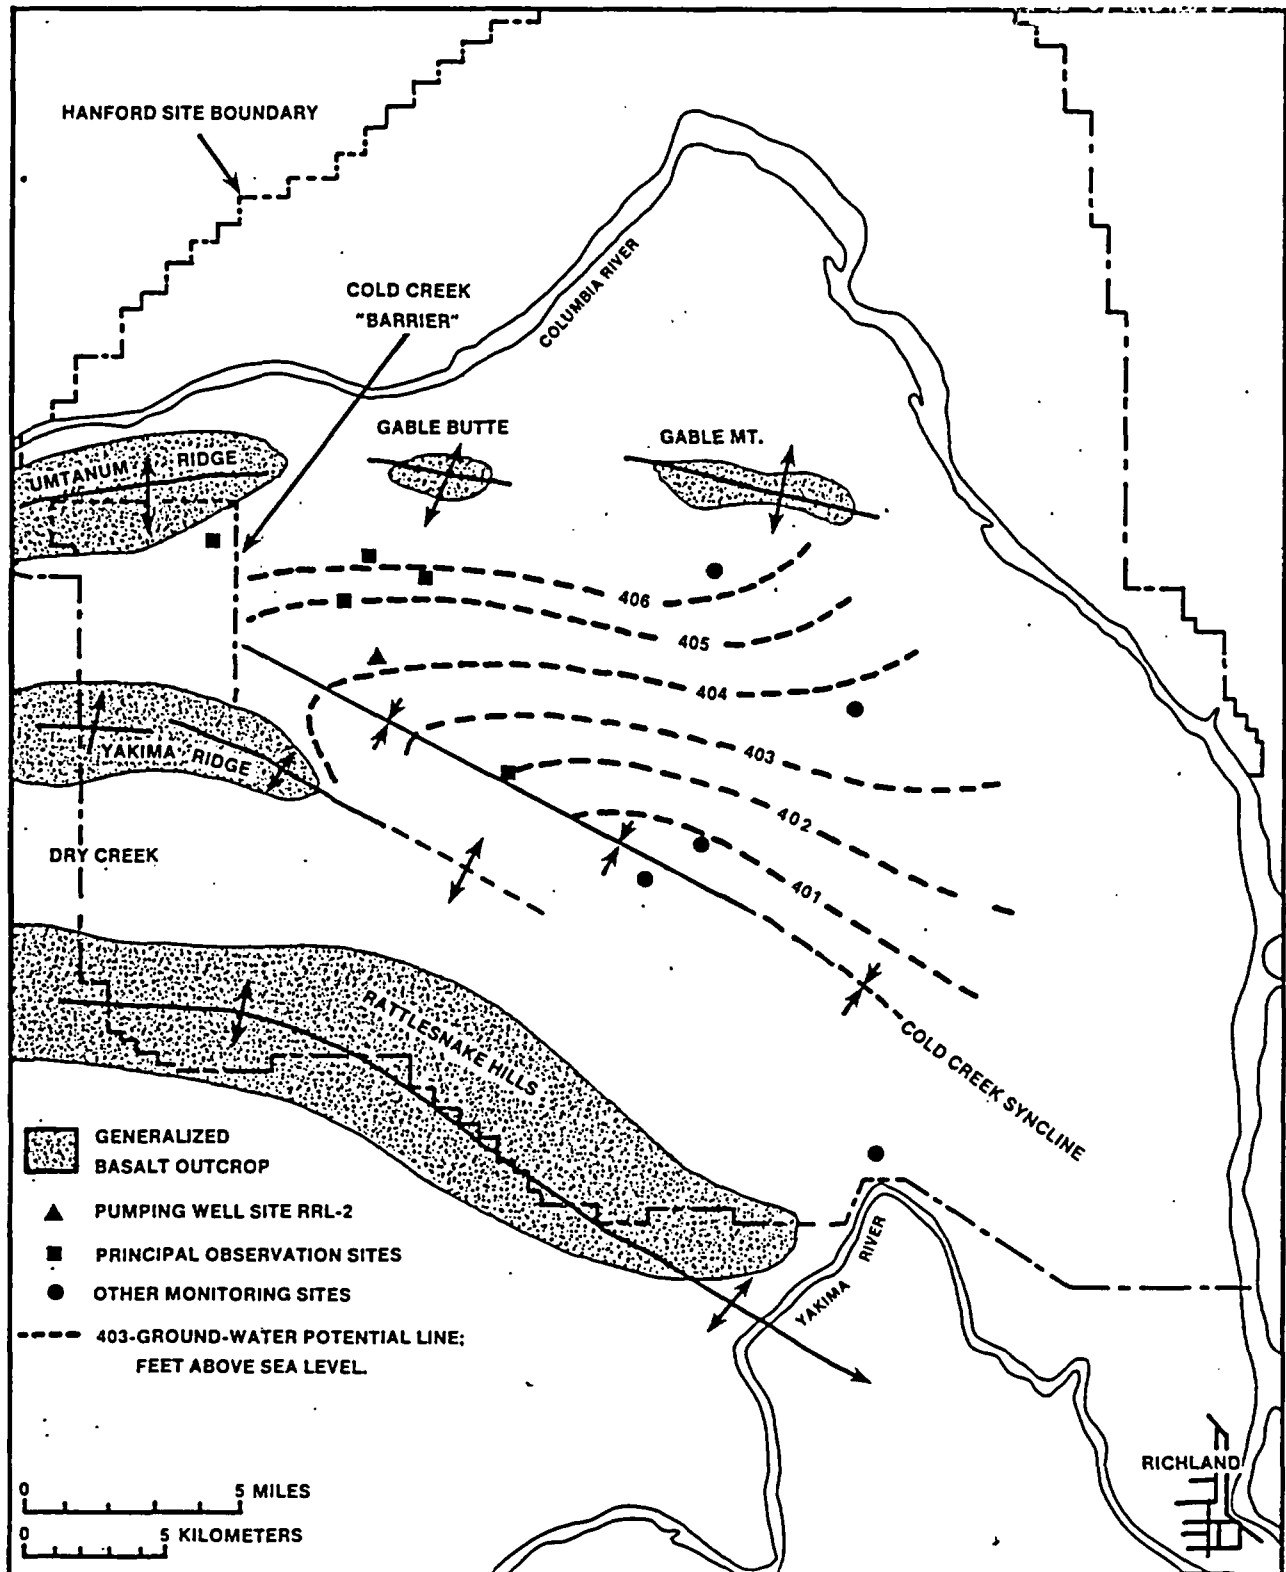 HANFORD SITE BOUNDARY
COLD CREEK
"BARRIER"
COLUMBIA RIVER
GABLE BUTTE
GABLE MT.
UMTANUM RIDGE
406
405
404
403
402
401
YAKIMA RIDGE
DRY CREEK
RATTLESNAKE HILLS
COLD CREEK SYNCLINE
GENERALIZED
BASALT OUTCROP
PUMPING WELL SITE RRL-2
PRINCIPAL OBSERVATION SITES
OTHER MONITORING SITES
403-GROUND-WATER POTENTIAL LINE;
FEET ABOVE SEA LEVEL.
YAKIMA RIVER
RICHLAND
0 5 MILES
0 5 KILOMETERS